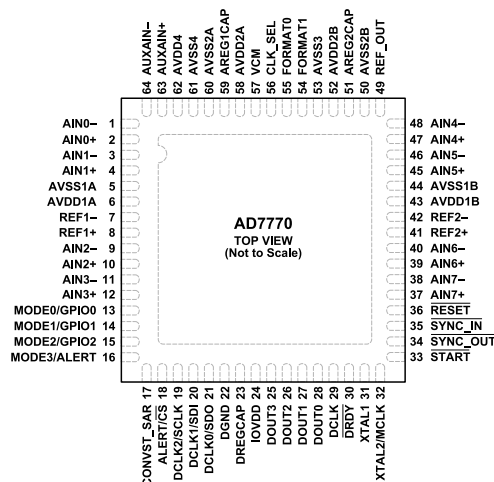 64 AUXAIN–
63 AUXAIN+
62 AVDD4
61 AVSS4
60 AVSS2A
59 AREG1CAP
58 AVDD2A
57 VCM
56 CLK_SEL
55 FORMAT0
54 FORMAT1
53 AVSS3
52 AVDD2B
51 AREG2CAP
50 AVSS2B
49 REF_OUT
AIN0– 1
AIN0+ 2
AIN1– 3
AIN1+ 4
AVSS1A 5
AVDD1A 6
REF1– 7
REF1+ 8
AIN2– 9
AIN2+ 10
AIN3– 11
AIN3+ 12
MODE0/GPIO0 13
MODE1/GPIO1 14
MODE2/GPIO2 15
MODE3/ALERT 16
AD7770
TOP VIEW
(Not to Scale)
48 AIN4–
47 AIN4+
46 AIN5–
45 AIN5+
44 AVSS1B
43 AVDD1B
42 REF2–
41 REF2+
40 AIN6–
39 AIN6+
38 AIN7–
37 AIN7+
36 RESET
35 SYNC_IN
34 SYNC_OUT
33 START
CONVST_SAR 17
ALERT/CS 18
DCLK2/SCLK 19
DCLK1/SDI 20
DCLK0/SDO 21
DGND 22
DREGCAP 23
IOVDD 24
DOUT3 25
DOUT2 26
DOUT1 27
DOUT0 28
DCLK 29
DRDY 30
XTAL1 31
XTAL2/MCLK 32